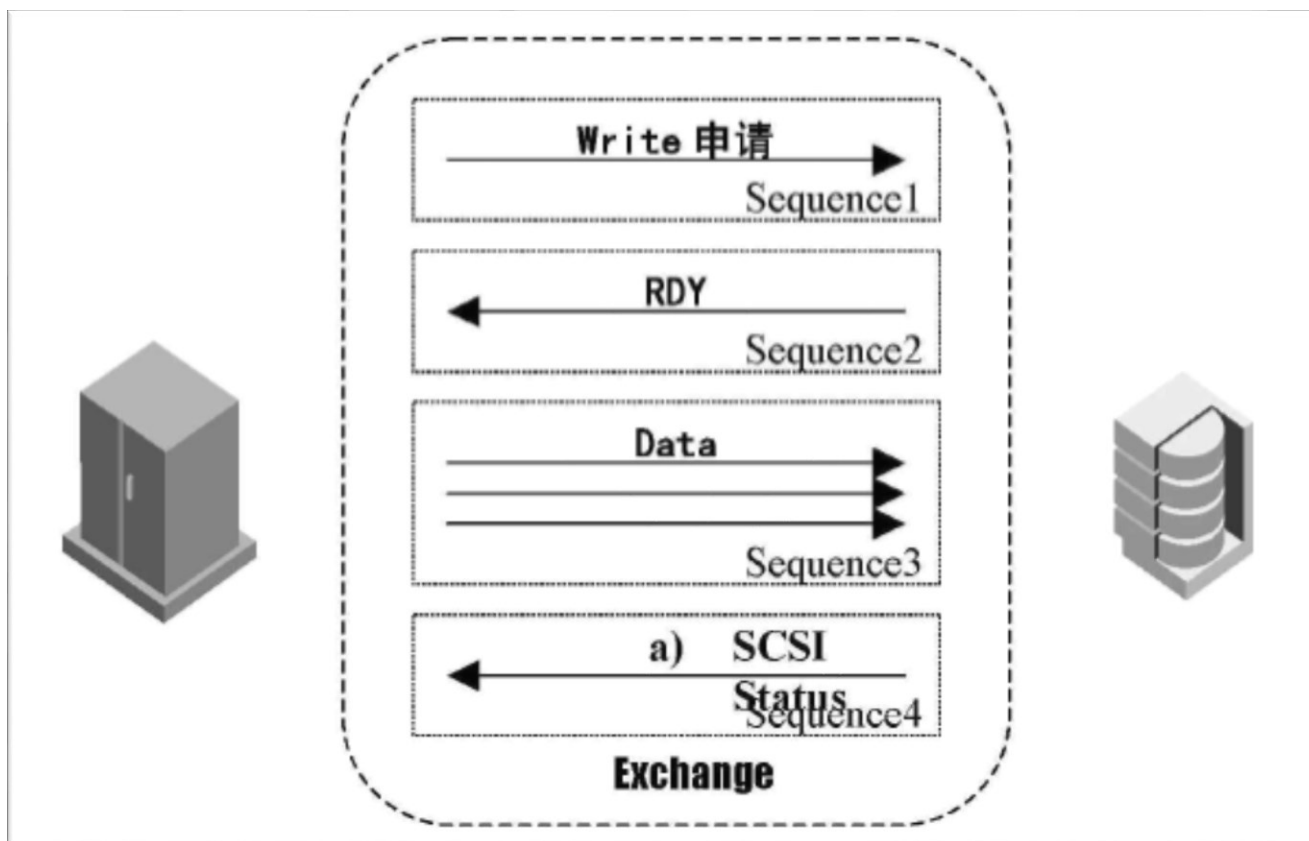 Write 申请
Sequence1
RDY
Sequence2
Data
Sequence3
a) SCSI
Status
Sequence4
Exchange